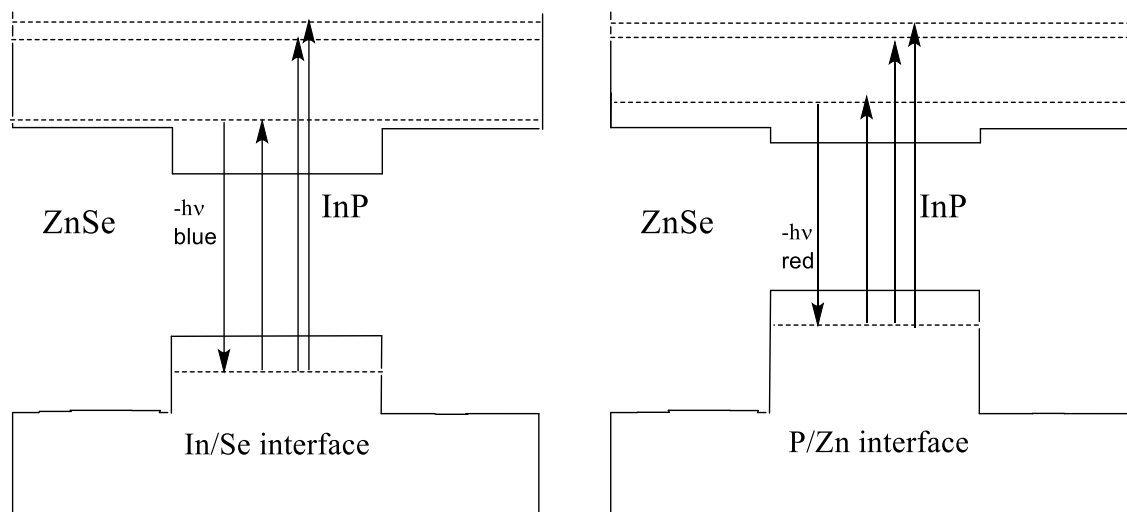 ZnSe
-hν
blue
InP
In/Se interface
ZnSe
-hν
red
InP
P/Zn interface